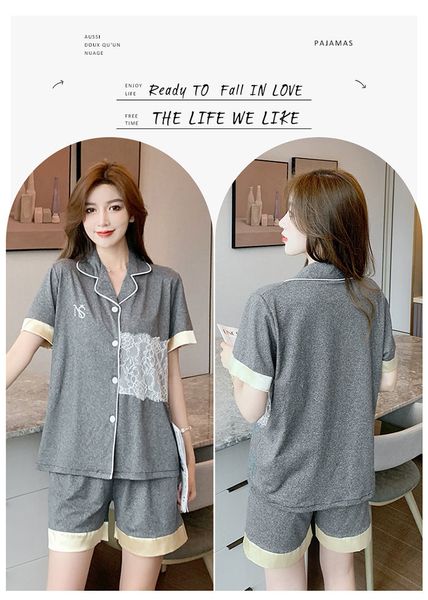 AUSSI
DOUX QU'UN
NUAGE
PAJAMAS
ENJOY
LIFE
Ready TO Fall IN LOVE
FREE
TIME
THE LIFE WE LIKE
NS